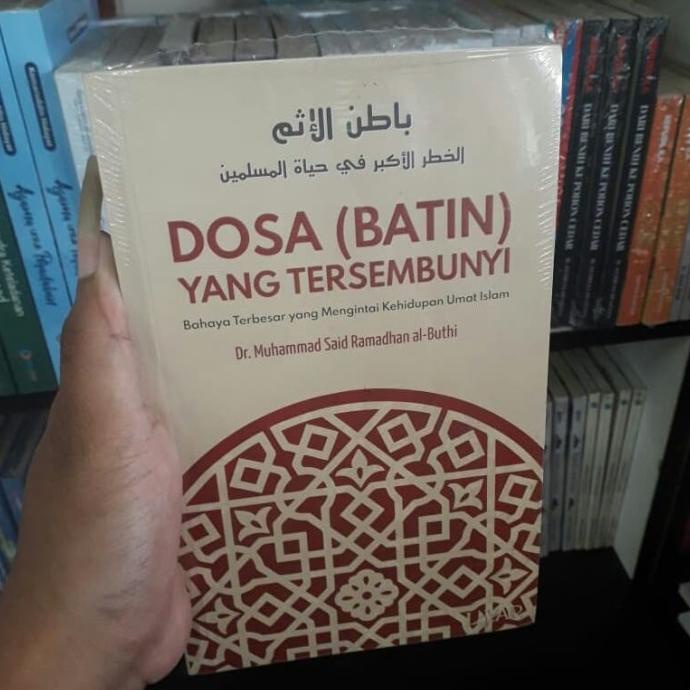 باطن الإثم
الخطر الأكبر في حياة المسلمين
DOSA (BATIN)
YANG TERSEMBUNYI
Bahaya Terbesar yang Mengintai Kehidupan Umat Islam
Dr. Muhammad Said Ramadhan al-Buthi